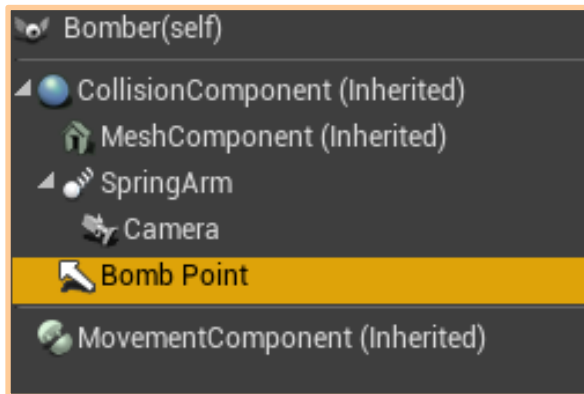 Bomber(self)
CollisionComponent (Inherited)
MeshComponent (Inherited)
SpringArm
Camera
Bomb Point
MovementComponent (Inherited)